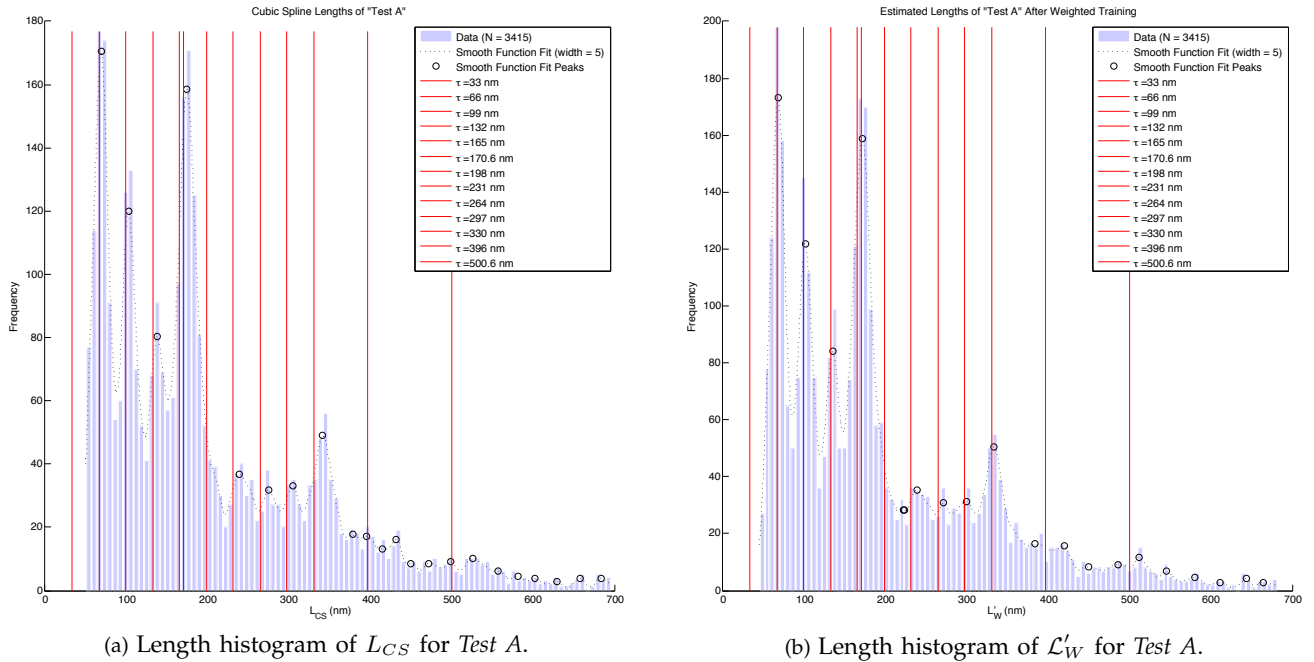 Cubic Spline Lengths of "Test A"
180
160
140
120
100
80
60
40
20
0
Frequency
0 100 200 300 400 500 600 700
L_CS (nm)
Data (N = 3415)
Smooth Function Fit (width = 5)
Smooth Function Fit Peaks
τ =33 nm
τ =66 nm
τ =99 nm
τ =132 nm
τ =165 nm
τ =170.6 nm
τ =198 nm
τ =231 nm
τ =264 nm
τ =297 nm
τ =330 nm
τ =396 nm
τ =500.6 nm
(a) Length histogram of L_CS for Test A.
Estimated Lengths of "Test A" After Weighted Training
200
180
160
140
120
100
80
60
40
20
0
Frequency
0 100 200 300 400 500 600 700
L'_W (nm)
Data (N = 3415)
Smooth Function Fit (width = 5)
Smooth Function Fit Peaks
τ =33 nm
τ =66 nm
τ =99 nm
τ =132 nm
τ =165 nm
τ =170.6 nm
τ =198 nm
τ =231 nm
τ =264 nm
τ =297 nm
τ =330 nm
τ =396 nm
τ =500.6 nm
(b) Length histogram of ℒ'_W for Test A.